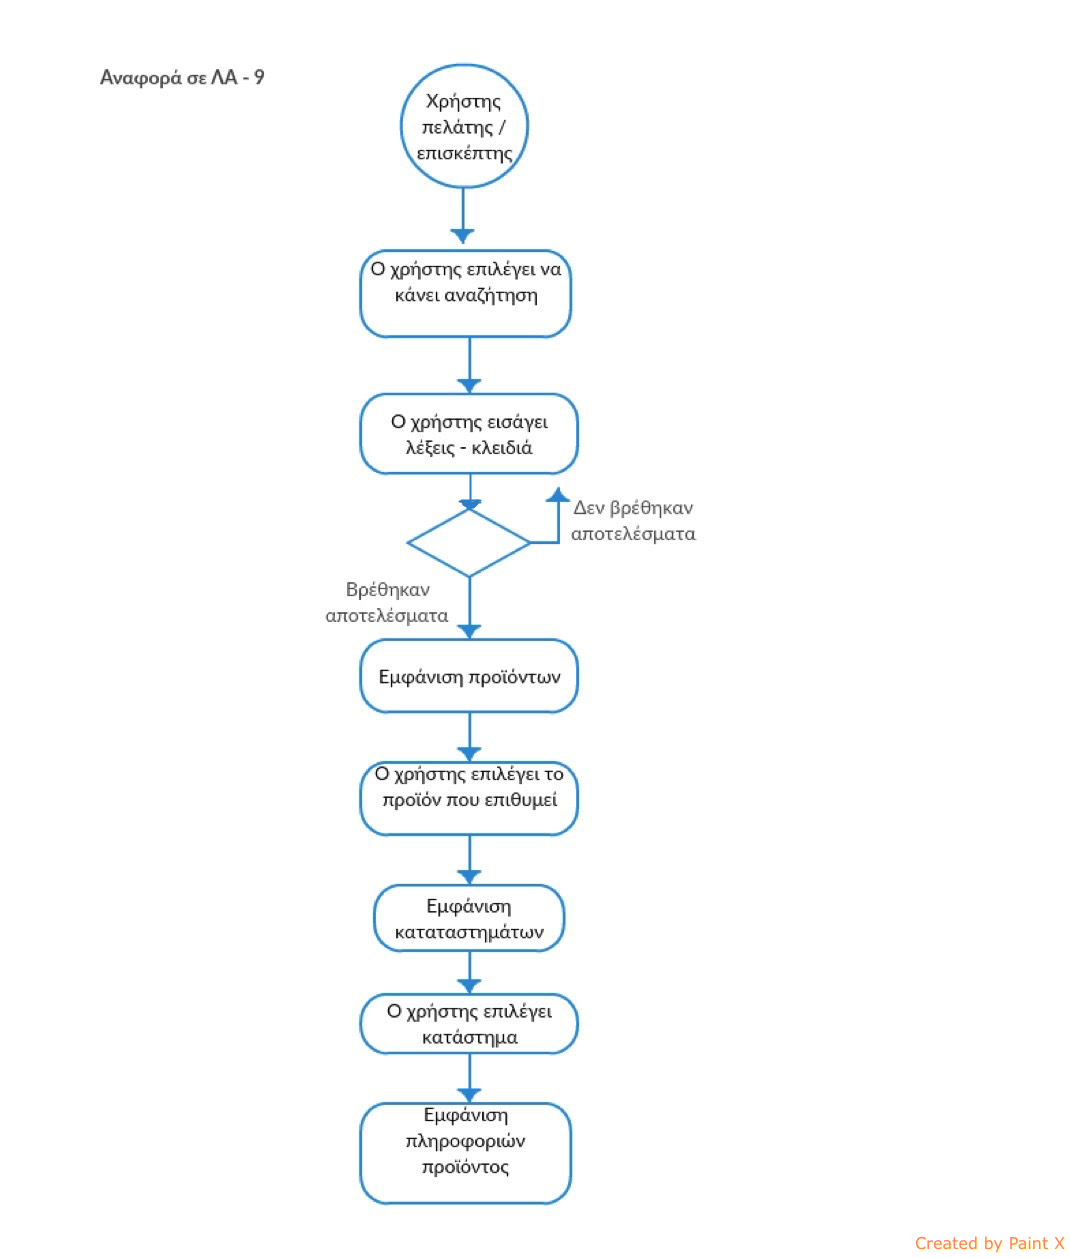 Αναφορά σε ΛΑ - 9
Χρήστης
πελάτης /
επισκέπτης
Ο χρήστης επιλέγει να
κάνει αναζήτηση
Ο χρήστης εισάγει
λέξεις - κλειδιά
Δεν βρέθηκαν
αποτελέσματα
Βρέθηκαν
αποτελέσματα
Εμφάνιση προϊόντων
Ο χρήστης επιλέγει το
προϊόν που επιθυμεί
Εμφάνιση
καταταστημάτων
Ο χρήστης επιλέγει
κατάστημα
Εμφάνιση
πληροφοριών
προϊόντος
Created by Paint X